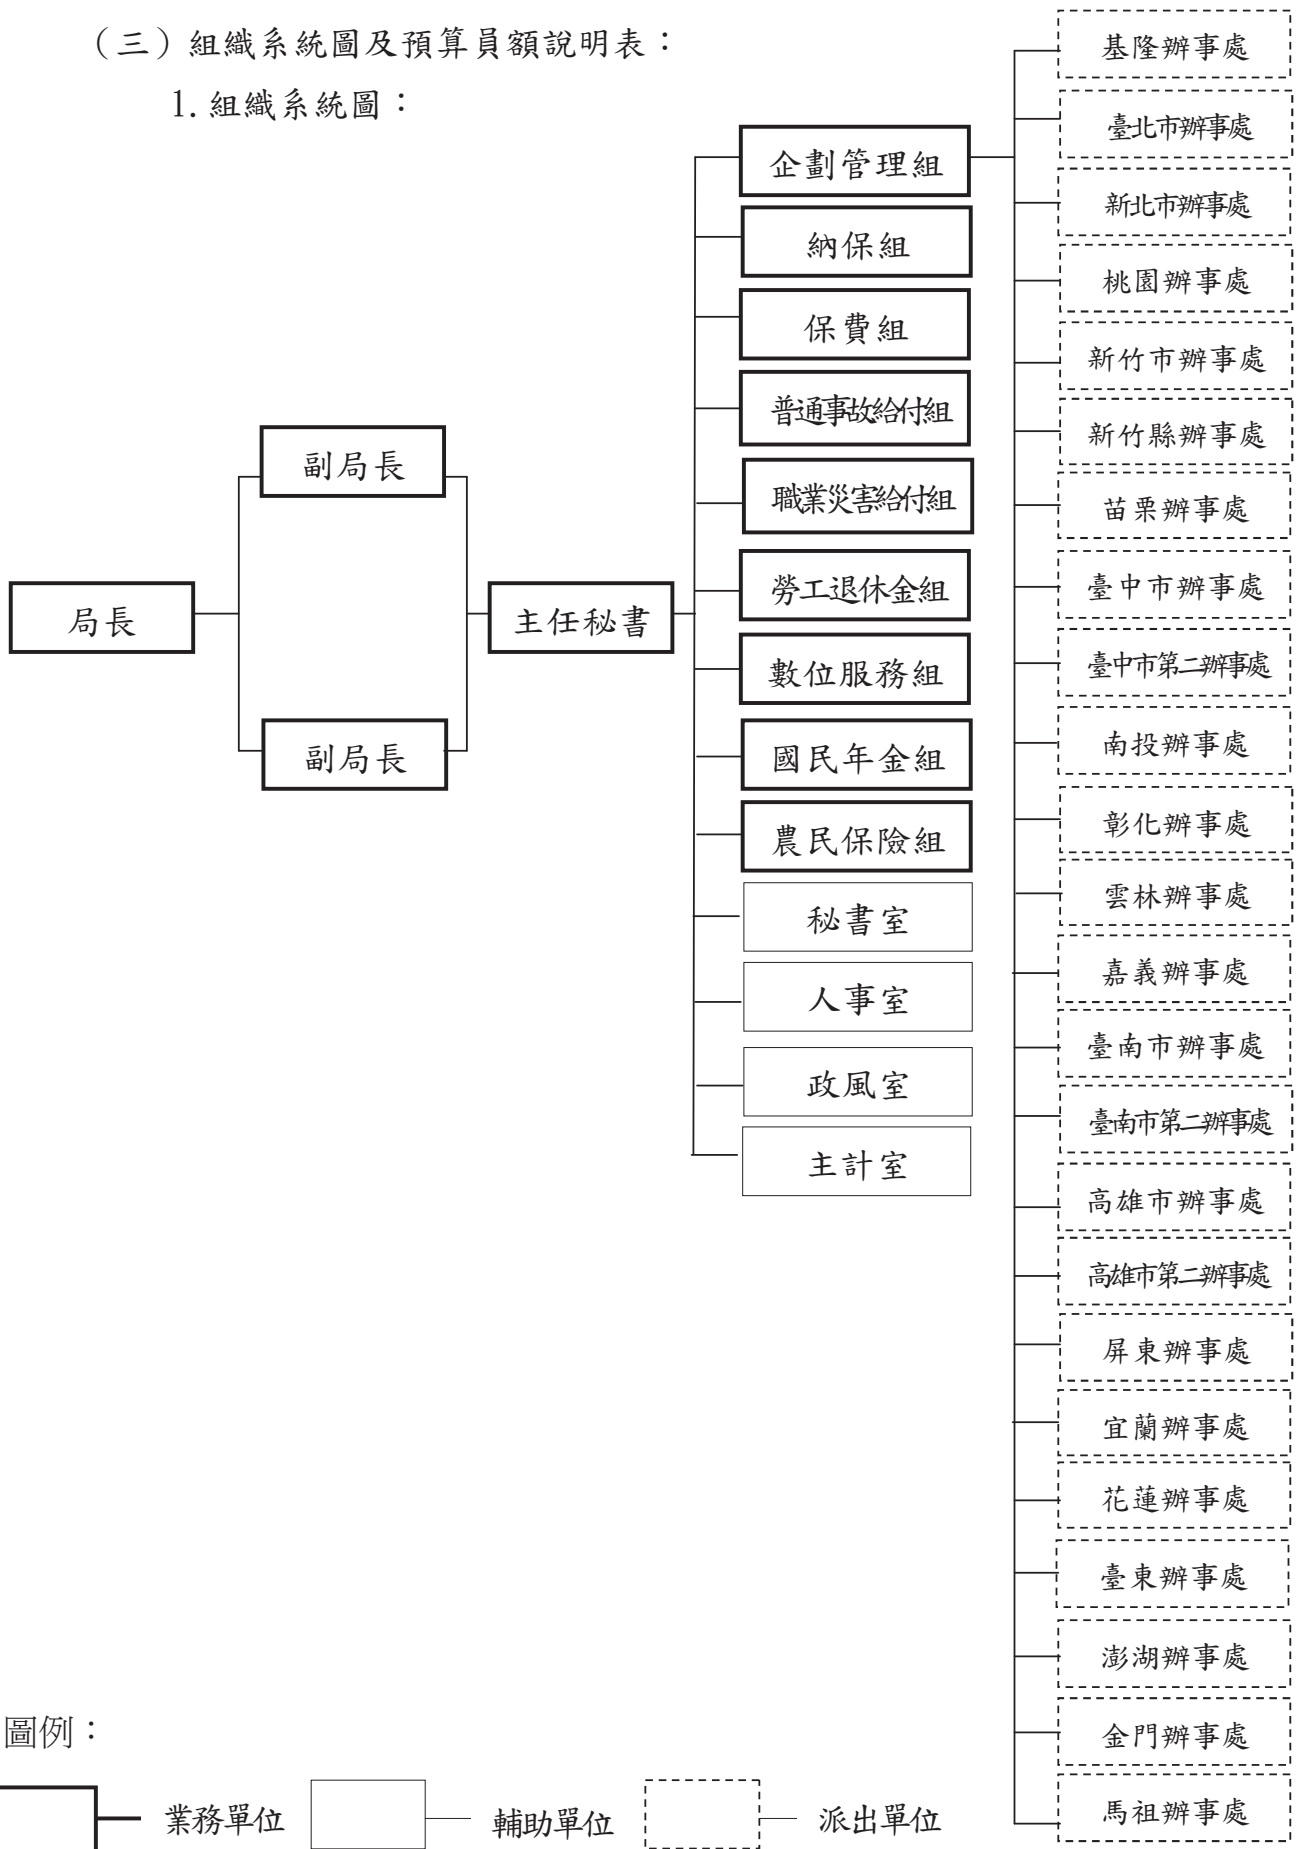 （三）組織系統圖及預算員額說明表：
1. 組織系統圖：
局長
副局長
副局長
主任秘書
企劃管理組
納保組
保費組
普通事故給付組
職業災害給付組
勞工退休金組
數位服務組
國民年金組
農民保險組
秘書室
人事室
政風室
主計室
基隆辦事處
臺北市辦事處
新北市辦事處
桃園辦事處
新竹市辦事處
新竹縣辦事處
苗栗辦事處
臺中市辦事處
臺中市第二辦事處
南投辦事處
彰化辦事處
雲林辦事處
嘉義辦事處
臺南市辦事處
臺南市第二辦事處
高雄市辦事處
高雄市第二辦事處
屏東辦事處
宜蘭辦事處
花蓮辦事處
臺東辦事處
澎湖辦事處
金門辦事處
馬祖辦事處
圖例：
業務單位
輔助單位
派出單位